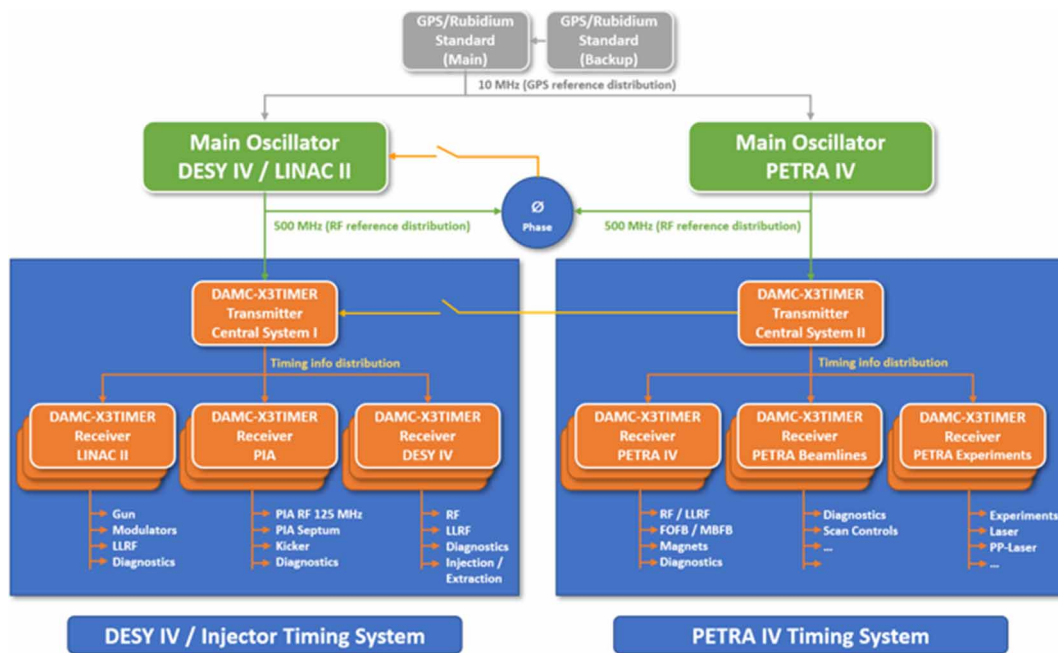 GPS/Rubidium
Standard
(Main)
GPS/Rubidium
Standard
(Backup)
10 MHz (GPS reference distribution)
Main Oscillator
DESY IV / LINAC II
Main Oscillator
PETRA IV
Ø
Phase
500 MHz (RF reference distribution)
500 MHz (RF reference distribution)
DAMC-X3TIMER
Transmitter
Central System I
DAMC-X3TIMER
Transmitter
Central System II
Timing info distribution
Timing info distribution
DAMC-X3TIMER
Receiver
LINAC II
DAMC-X3TIMER
Receiver
PIA
DAMC-X3TIMER
Receiver
DESY IV
DAMC-X3TIMER
Receiver
PETRA IV
DAMC-X3TIMER
Receiver
PETRA Beamlines
DAMC-X3TIMER
Receiver
PETRA Experiments
Gun
Modulators
LLRF
Diagnostics
PIA RF 125 MHz
PIA Septum
Kicker
Diagnostics
RF
LLRF
Diagnostics
Injection /
Extraction
RF / LLRF
FOFB / MBFB
Magnets
Diagnostics
Diagnostics
Scan Controls
...
Experiments
Laser
PP-Laser
...
DESY IV / Injector Timing System
PETRA IV Timing System